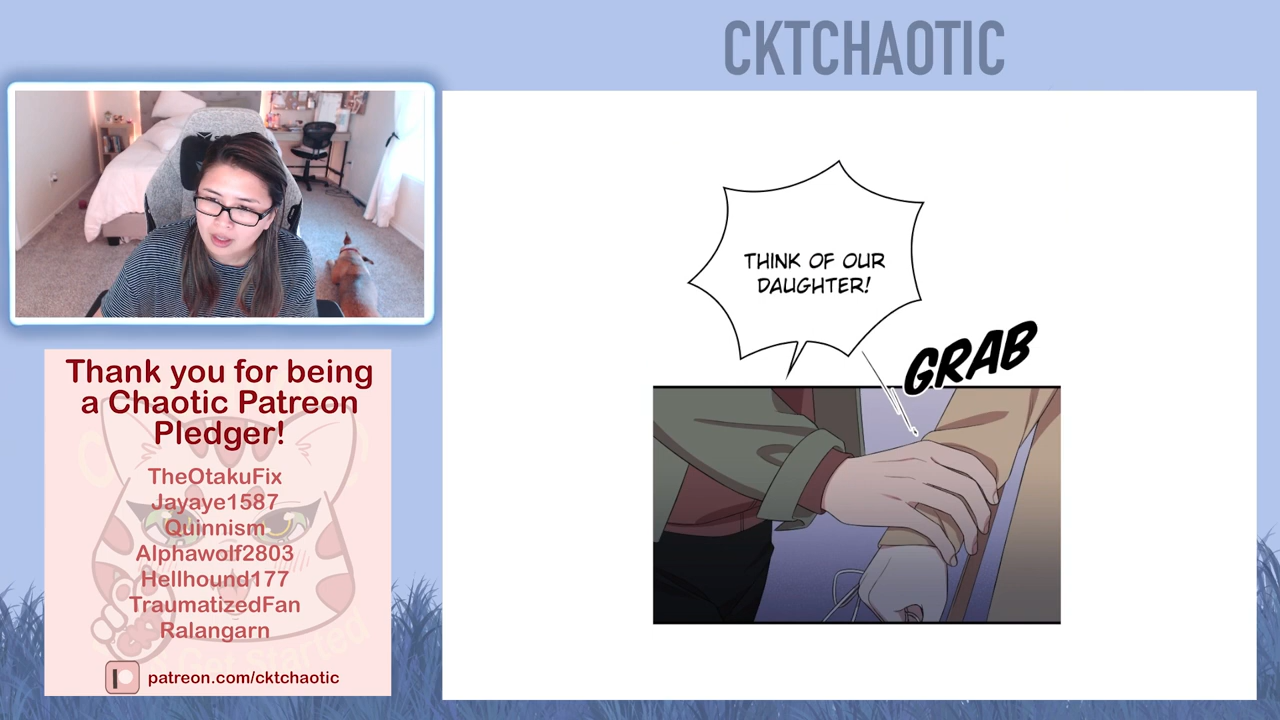 CKTCHAOTIC
THINK OF OUR
DAUGHTER!
GRAB
Thank you for being
a Chaotic Patreon
Pledger!
TheOtakuFix
Jayaye1587
Quinnism
Alphawolf2803
Hellhound177
TraumatizedFan
Ralangarn
patreon.com/cktchaotic